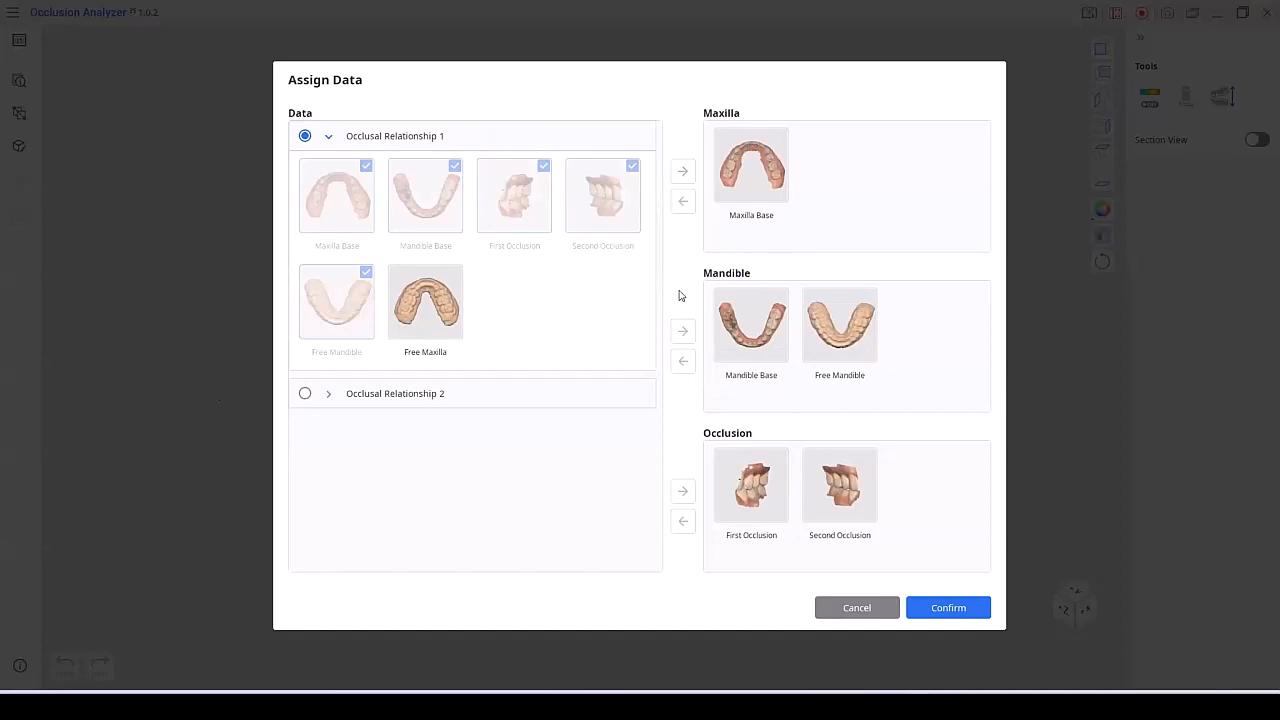 Occlusion Analyzer 1.0.2
Assign Data
Data
Occlusal Relationship 1
Maxilla Base
Mandible Base
First Occlusion
Second Occlusion
Free Mandible
Free Maxilla
Occlusal Relationship 2
Maxilla
Maxilla Base
Mandible
Mandible Base
Free Mandible
Occlusion
First Occlusion
Second Occlusion
Cancel
Confirm
Tools
Section View